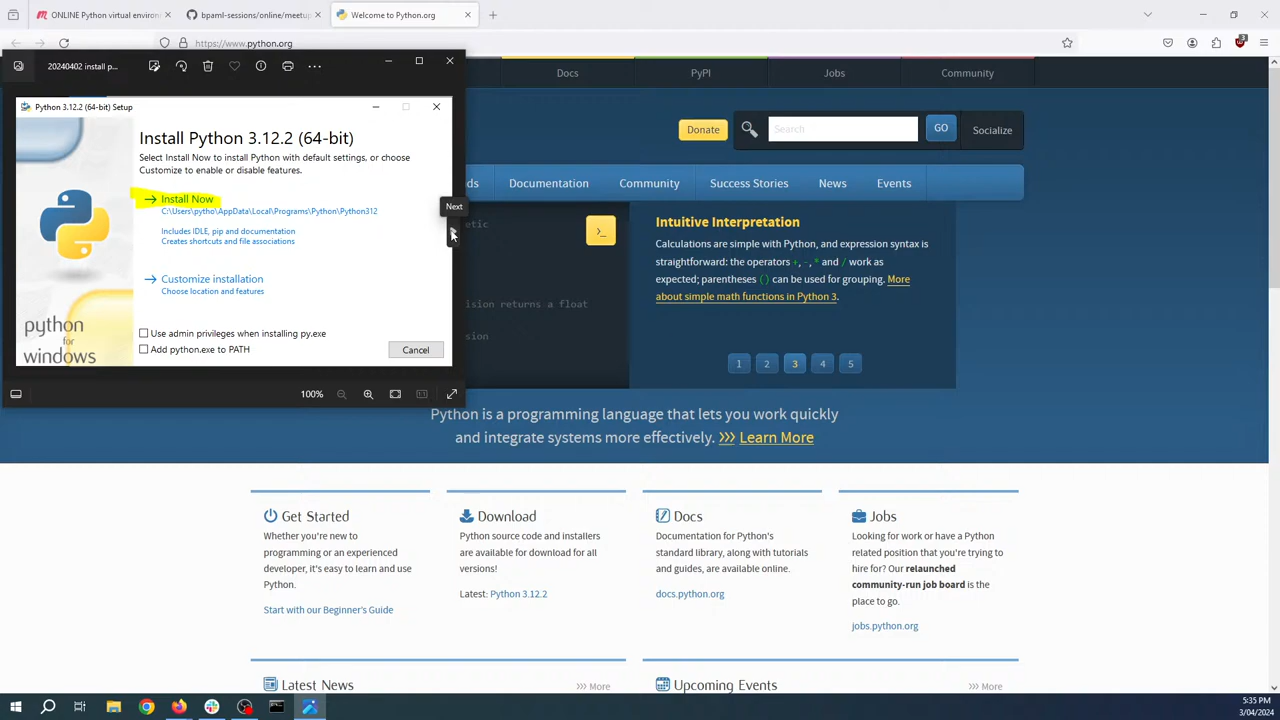 ONLINE Python virtual environ
bpaml-sessions/online/meetup
Welcome to Python.org
https://www.python.org
20240402 install p...
Docs
PyPI
Jobs
Community
Python 3.12.2 (64-bit) Setup
Install Python 3.12.2 (64-bit)
Select Install Now to install Python with default settings, or choose
Customize to enable or disable features.
Install Now
C:\Users\pytho\AppData\Local\Programs\Python\Python312
Includes IDLE, pip and documentation
Creates shortcuts and file associations
Customize installation
Choose location and features
python
for
windows
Use admin privileges when installing py.exe
Add python.exe to PATH
Cancel
Next
100%
1:1
Donate
Search
GO
Socialize
ds
Documentation
Community
Success Stories
News
Events
etic
ision returns a float
sion
>_
Intuitive Interpretation
Calculations are simple with Python, and expression syntax is
straightforward: the operators +, -, * and / work as
expected; parentheses () can be used for grouping. More
about simple math functions in Python 3.
1
2
3
4
5
Python is a programming language that lets you work quickly
and integrate systems more effectively. >>> Learn More
Get Started
Whether you're new to
programming or an experienced
developer, it's easy to learn and use
Python.
Start with our Beginner's Guide
Download
Python source code and installers
are available for download for all
versions!
Latest: Python 3.12.2
Docs
Documentation for Python's
standard library, along with tutorials
and guides, are available online.
docs.python.org
Jobs
Looking for work or have a Python
related position that you're trying to
hire for? Our relaunched
community-run job board is the
place to go.
jobs.python.org
Latest News
>>> More
Upcoming Events
>>> More
5:35 PM
3/04/2024